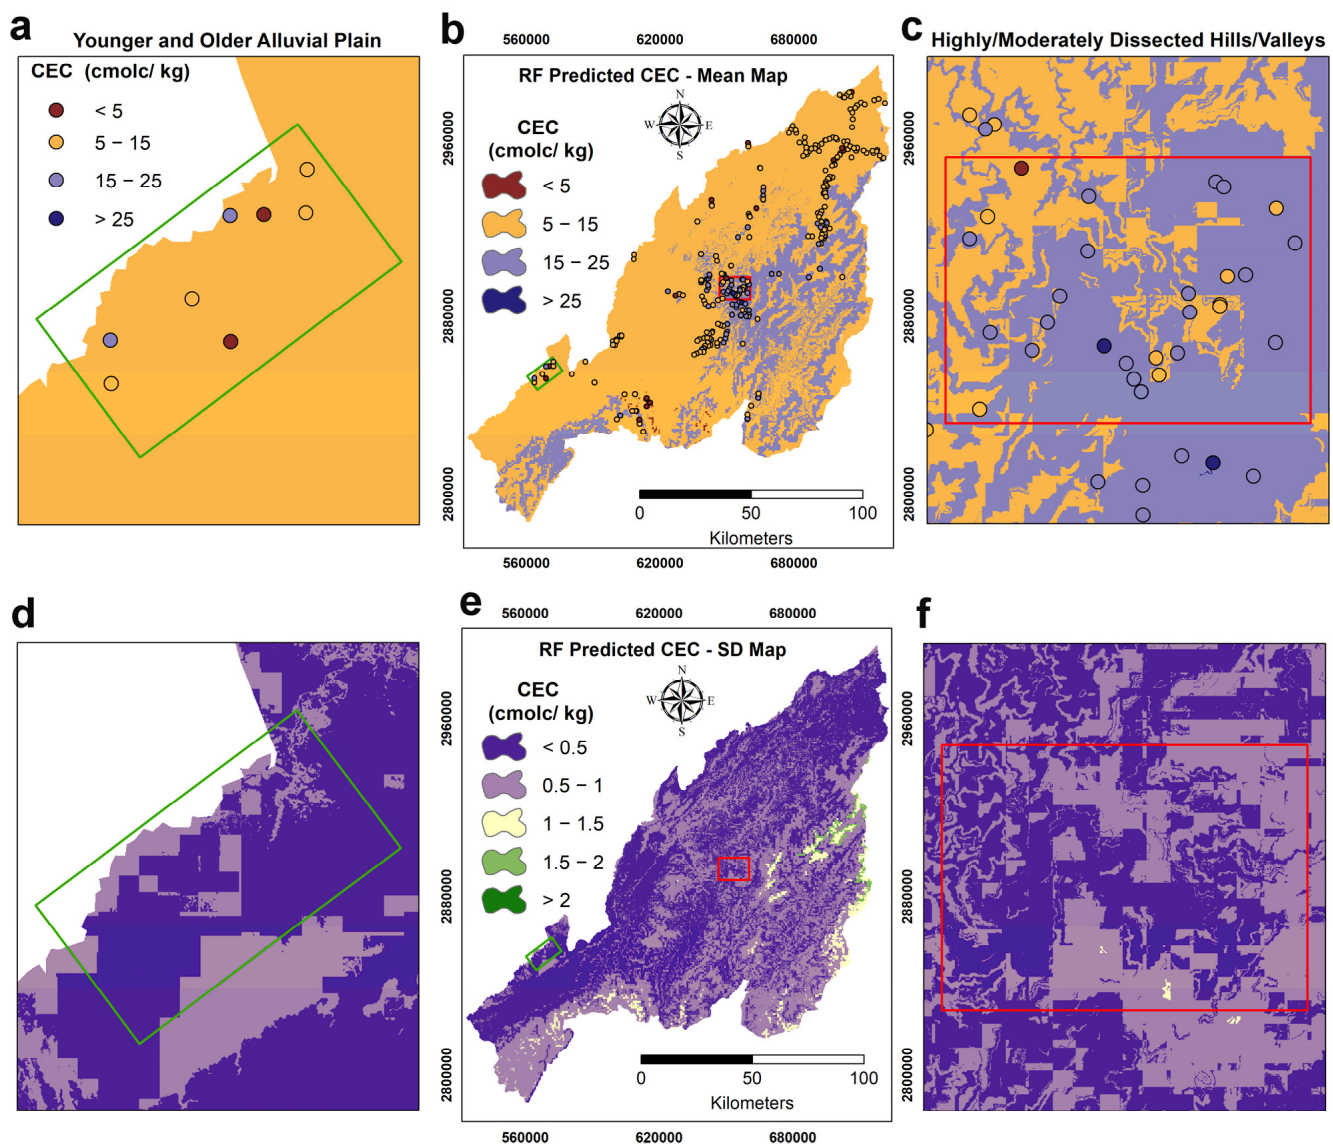 a
Younger and Older Alluvial Plain
CEC (cmolc/ kg)
< 5
5 – 15
15 – 25
> 25
b
560000 620000 680000
RF Predicted CEC - Mean Map
N
W E
S
CEC
(cmolc/ kg)
< 5
5 – 15
15 – 25
> 25
2960000
2880000
2800000
0 50 100
Kilometers
560000 620000 680000
c
Highly/Moderately Dissected Hills/Valleys
2960000
2880000
2800000
d
e
560000 620000 680000
RF Predicted CEC - SD Map
N
W E
S
CEC
(cmolc/ kg)
< 0.5
0.5 – 1
1 – 1.5
1.5 – 2
> 2
2960000
2880000
2800000
0 50 100
Kilometers
560000 620000 680000
f
2960000
2880000
2800000